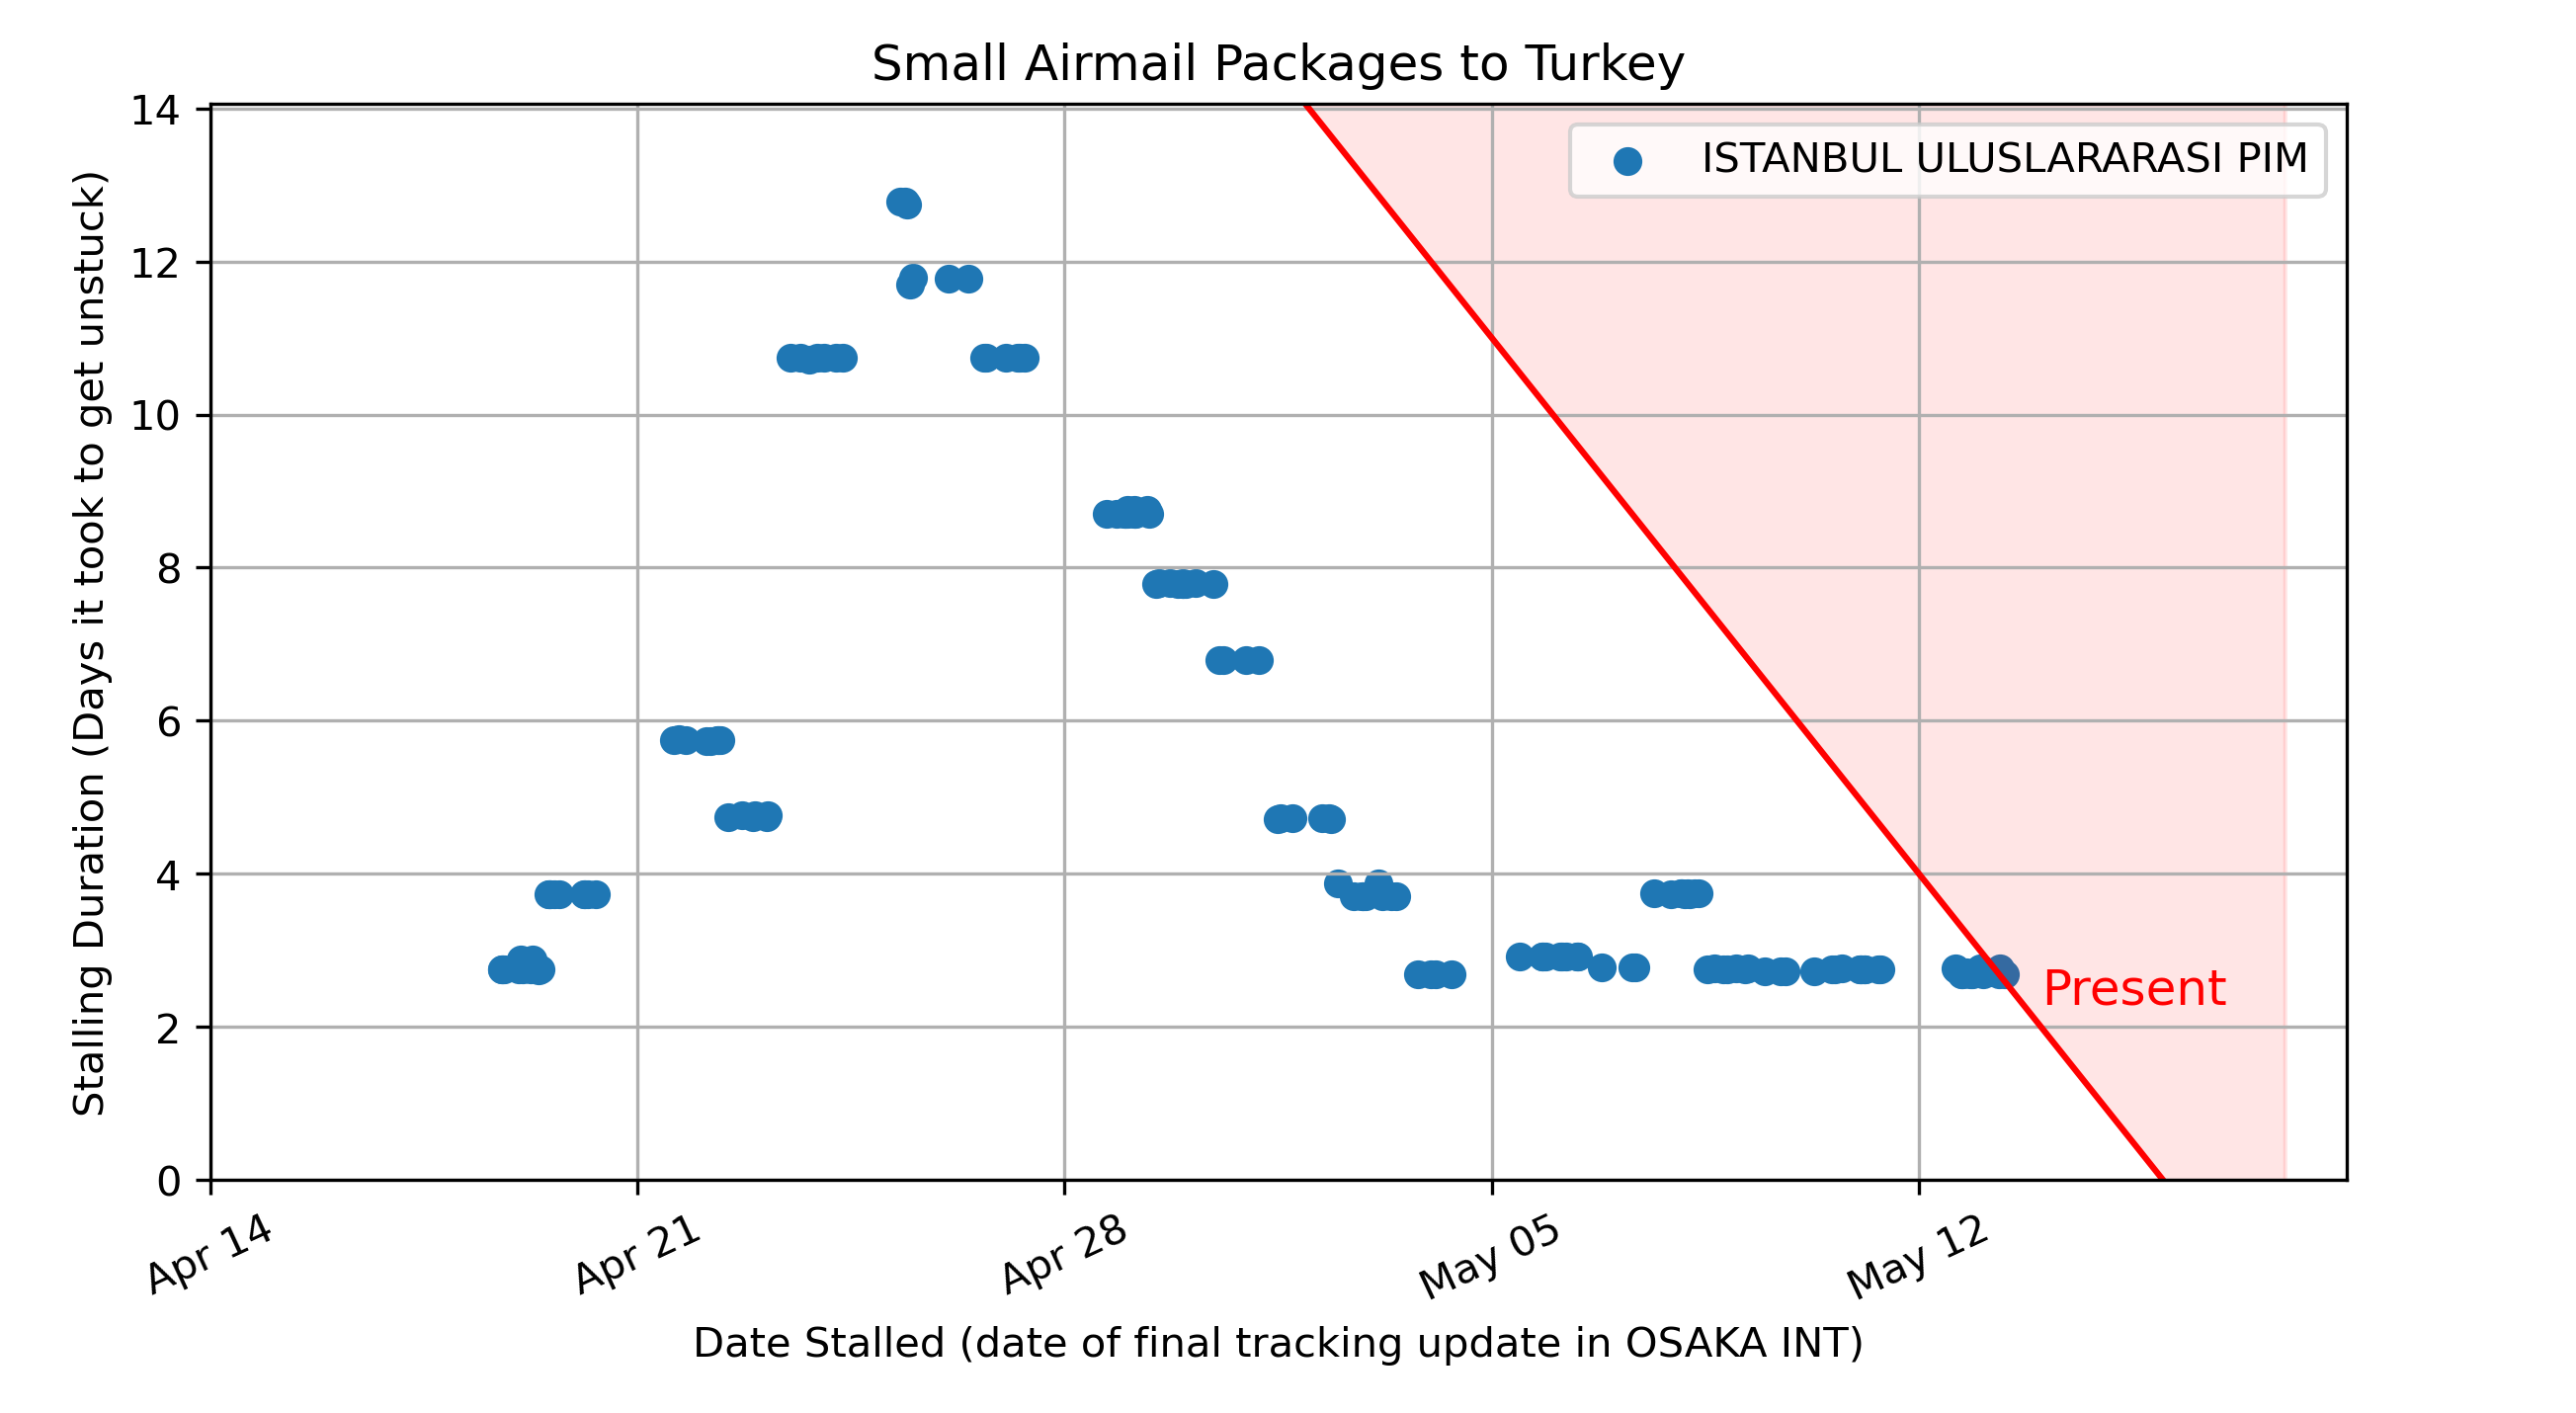 Small Airmail Packages to Turkey
Stalling Duration (Days it took to get unstuck)
14
12
10
8
6
4
2
0
ISTANBUL ULUSLARARASI PIM
Present
Apr 14
Apr 21
Apr 28
May 05
May 12
Date Stalled (date of final tracking update in OSAKA INT)